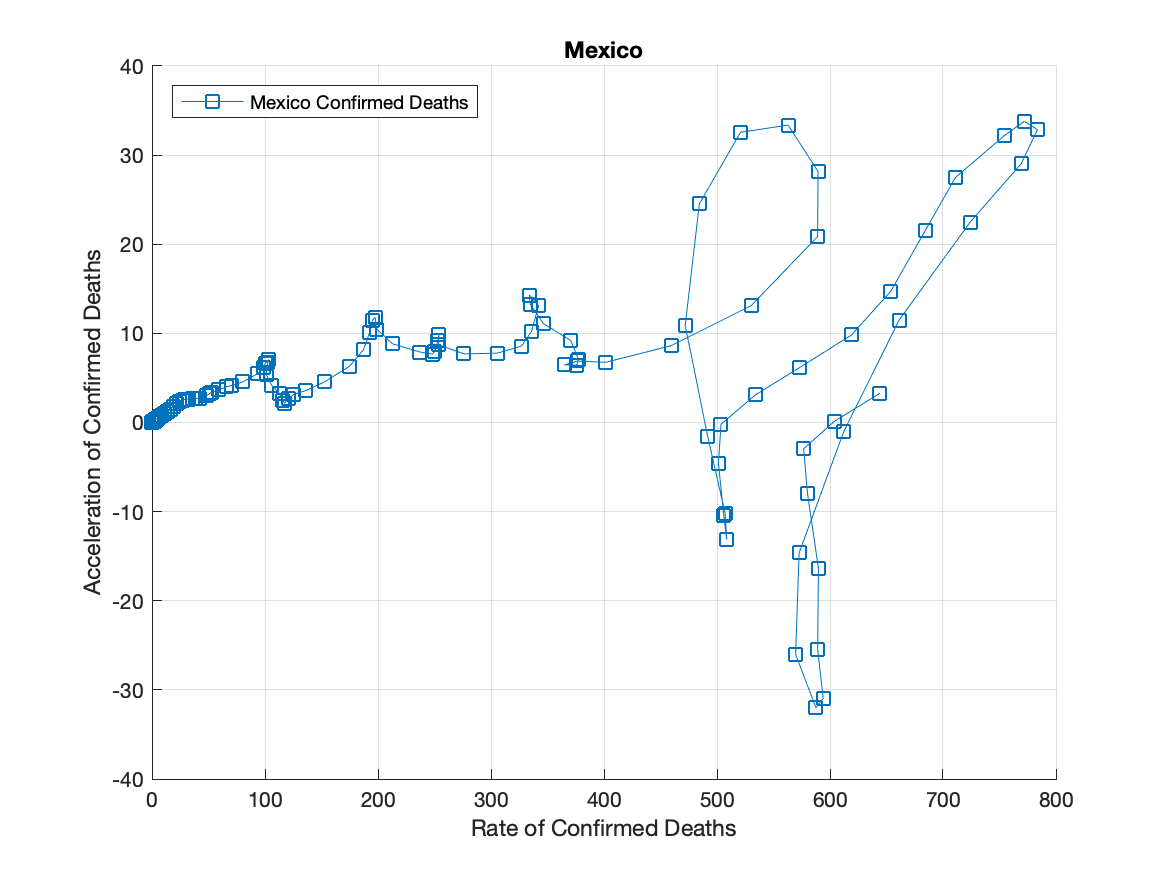 Mexico
Mexico Confirmed Deaths
40
30
20
10
0
-10
-20
-30
-40
Acceleration of Confirmed Deaths
0 100 200 300 400 500 600 700 800
Rate of Confirmed Deaths